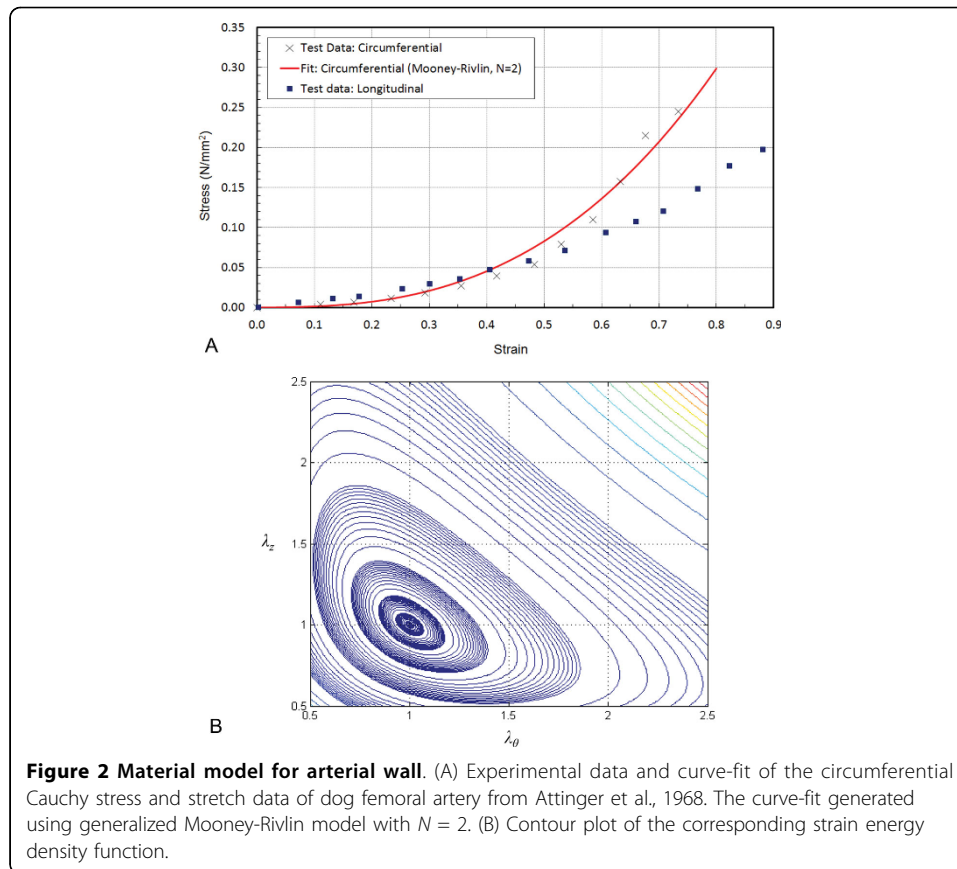 0.35
0.30
0.25
0.20
0.15
0.10
0.05
0.00
Stress (N/mm²)
Test Data: Circumferential
Fit: Circumferential (Mooney-Rivlin, N=2)
Test data: Longitudinal
0.0 0.1 0.2 0.3 0.4 0.5 0.6 0.7 0.8 0.9
Strain
A
2.5
2
1.5
1
0.5
λz
0.5 1 1.5 2 2.5
λθ
B
Figure 2 Material model for arterial wall. (A) Experimental data and curve-fit of the circumferential
Cauchy stress and stretch data of dog femoral artery from Attinger et al., 1968. The curve-fit generated
using generalized Mooney-Rivlin model with N = 2. (B) Contour plot of the corresponding strain energy
density function.